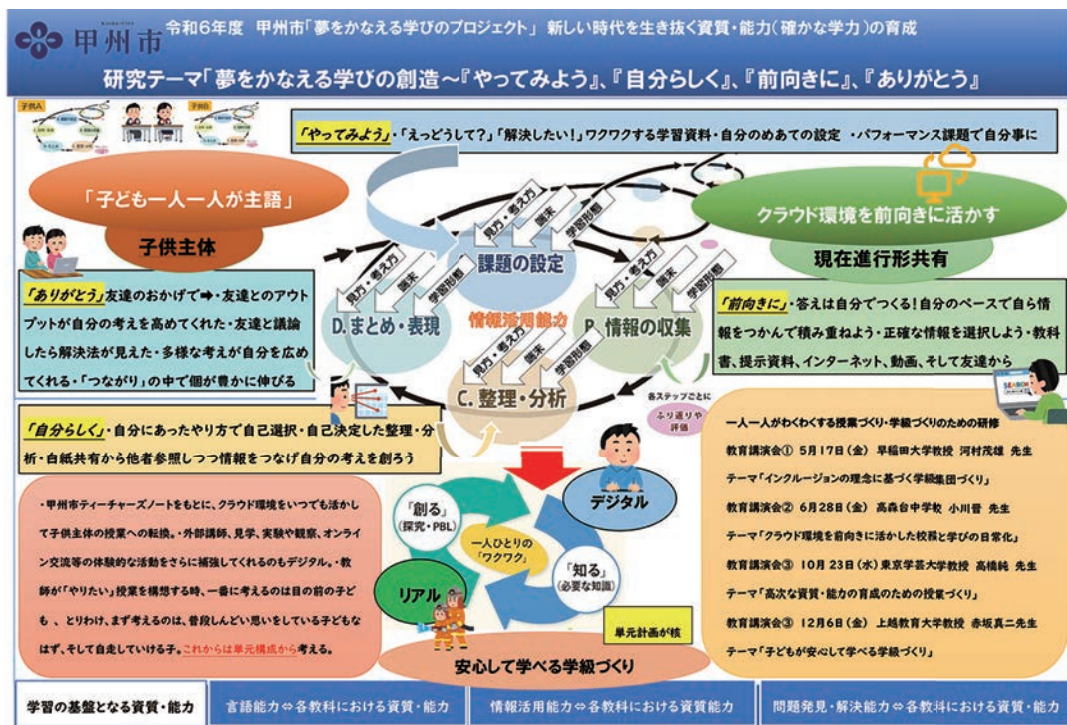 甲州市
令和6年度 甲州市「夢をかなえる学びのプロジェクト」 新しい時代を生き抜く資質・能力(確かな学力)の育成
研究テーマ「夢をかなえる学びの創造~『やってみよう』、『自分らしく』、『前向きに』、『ありがとう』
子供A
子供B
「やってみよう」・「えっどうして?」「解決したい!」ワクワクする学習資料・自分のめあての設定 ・パフォーマンス課題で自分事に
「子ども一人一人が主語」
子供主体
クラウド環境を前向きに活かす
現在進行形共有
「ありがとう」友達のおかげで➡・友達とのアウト
プットが自分の考えを高めてくれた・友達と議論
したら解決法が見えた・多様な考えが自分を広め
てくれる・「つながり」の中で個が豊かに伸びる
見方・考え方
端末
学習形態
課題の設定
見方・考え方
端末
学習形態
D. まとめ・表現
見方・考え方
端末
学習形態
B. 情報の収集
情報活用能力
見方・考え方
端末
学習形態
C. 整理・分析
「前向きに」・答えは自分でつくる!自分のペースで自ら情
報をつかんで積み重ねよう・正確な情報を選択しよう・教科
書、提示資料、インターネット、動画、そして友達から
各ステップごとに
ふり返りや
評価
SEARCH
「自分らしく」・自分にあったやり方で自己選択・自己決定した整理・分
析・白紙共有から他者参照しつつ情報をつなげ自分の考えを創ろう
・甲州市ティーチャーズノートをもとに、クラウド環境をいつでも活かし
て子供主体の授業への転換。・外部講師、見学、実験や観察、オンライ
ン交流等の体験的な活動をさらに補強してくれるのもデジタル。・教
師が「やりたい」授業を構想する時、一番に考えるのは目の前の子ど
も 、 とりわけ、まず考えるのは、普段しんどい思いをしている子どもな
はず、そして自走していける子。これからは単元構成から考える。
デジタル
「創る」
(探究・PBL)
一人ひとりの
「ワクワク」
「知る」
(必要な知識)
リアル
単元計画が核
安心して学べる学級づくり
一人一人がわくわくする授業づくり・学級づくりのための研修
教育講演会① 5月17日(金) 早稲田大学教授 河村茂雄 先生
テーマ「インクルージョンの理念に基づく学級集団づくり」
教育講演会② 6月28日(金) 高森台中学校 小川晋 先生
テーマ「クラウド環境を前向きに活かした校務と学びの日常化」
教育講演会③ 10月23日(水)東京学芸大学教授 高橋純 先生
テーマ「高次な資質・能力の育成のための授業づくり」
教育講演会③ 12月6日(金) 上越教育大学教授 赤坂真二先生
テーマ「子どもが安心して学べる学級づくり」
学習の基盤となる資質・能力
言語能力⇔各教科における資質・能力
情報活用能力⇔各教科における資質能力
問題発見・解決能力⇔各教科における資質・能力